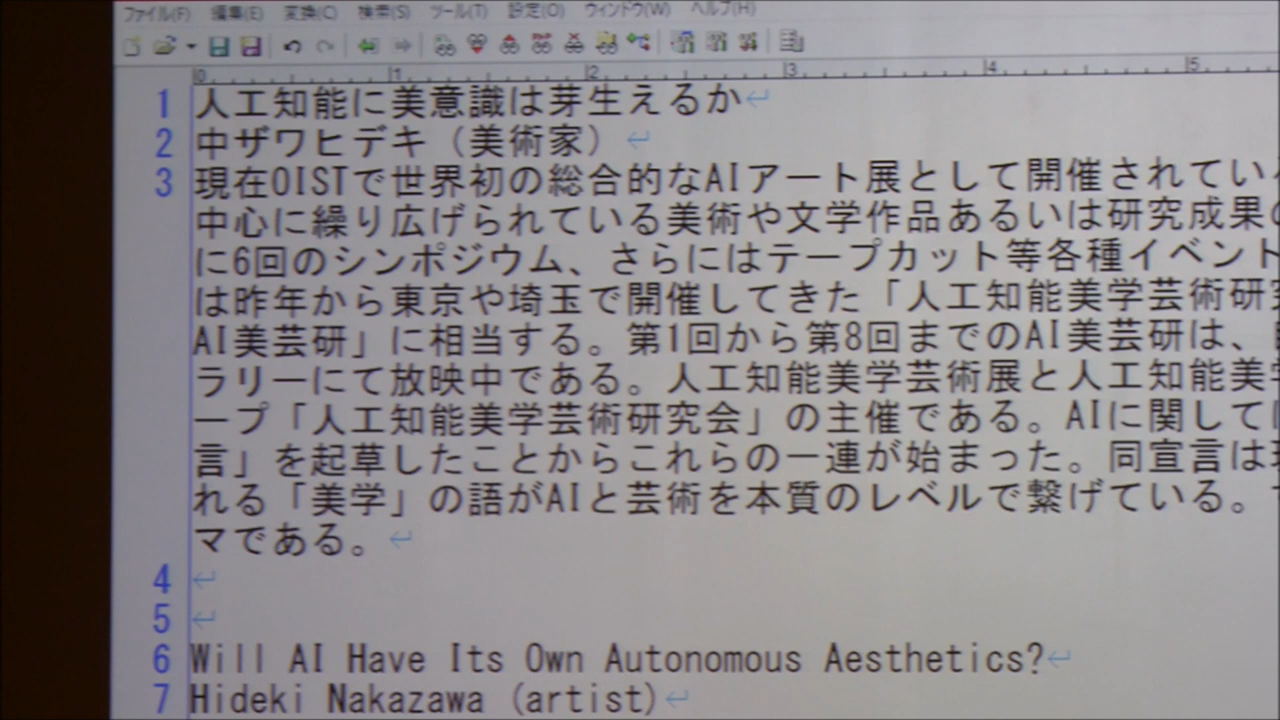 ファイル(F) 編集(E) 変換(C) 検索(S) ツール(T) 設定(O) ウィンドウ(W) ヘルプ(H)
0 1 2 3 4 5
1 人工知能に美意識は芽生えるか
2 中ザワヒデキ（美術家）
3 現在OISTで世界初の総合的なAIアート展として開催されてい
中心に繰り広げられている美術や文学作品あるいは研究成果
に6回のシンポジウム、さらにはテープカット等各種イベント
は昨年から東京や埼玉で開催してきた「人工知能美学芸術研
AI美芸研」に相当する。第1回から第8回までのAI美芸研は、
ラリーにて放映中である。人工知能美学芸術展と人工知能美
ープ「人工知能美学芸術研究会」の主催である。AIに関して
言」を起草したことからこれらの一連が始まった。同宣言は
れる「美学」の語がAIと芸術を本質のレベルで繋げている。
マである。
4
5
6 Will AI Have Its Own Autonomous Aesthetics?
7 Hideki Nakazawa (artist)